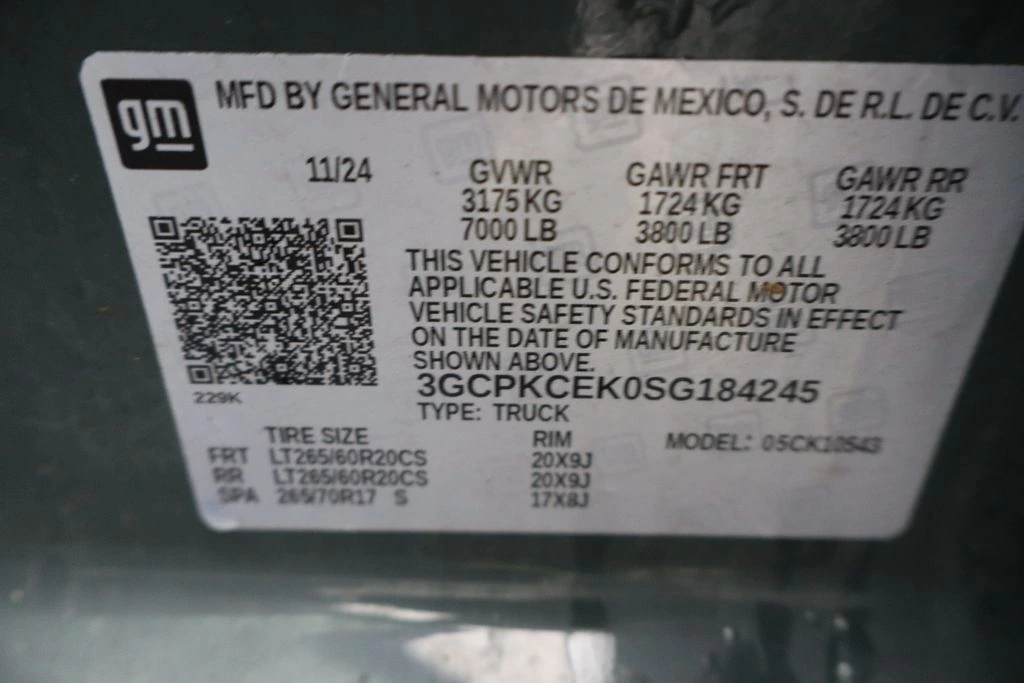 gm
MFD BY GENERAL MOTORS DE MEXICO, S. DE R.L. DE C.V.
11/24 GVWR GAWR FRT GAWR RR
3175 KG 1724 KG 1724 KG
7000 LB 3800 LB 3800 LB
THIS VEHICLE CONFORMS TO ALL
APPLICABLE U.S. FEDERAL MOTOR
VEHICLE SAFETY STANDARDS IN EFFECT
ON THE DATE OF MANUFACTURE
SHOWN ABOVE.
3GCPKCEK0SG184245
229K
TYPE: TRUCK
TIRE SIZE RIM MODEL: 05CK10543
FRT LT265/60R20CS 20X9J
RR LT265/60R20CS 20X9J
SPA 265/70R17 S 17X8J